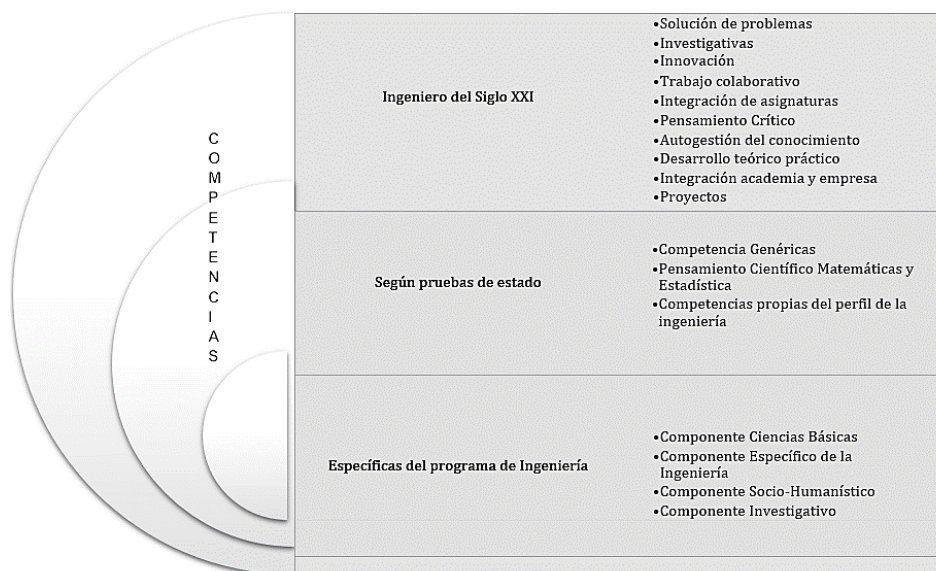 COMPETENCIAS
Ingeniero del Siglo XXI
•Solución de problemas
•Investigativas
•Innovación
•Trabajo colaborativo
•Integración de asignaturas
•Pensamiento Crítico
•Autogestión del conocimiento
•Desarrollo teórico práctico
•Integración academia y empresa
•Proyectos
Según pruebas de estado
•Competencia Genéricas
•Pensamiento Científico Matemáticas y
Estadística
•Competencias propias del perfil de la
ingeniería
Específicas del programa de Ingeniería
•Componente Ciencias Básicas
•Componente Específico de la
Ingeniería
•Componente Socio-Humanístico
•Componente Investigativo